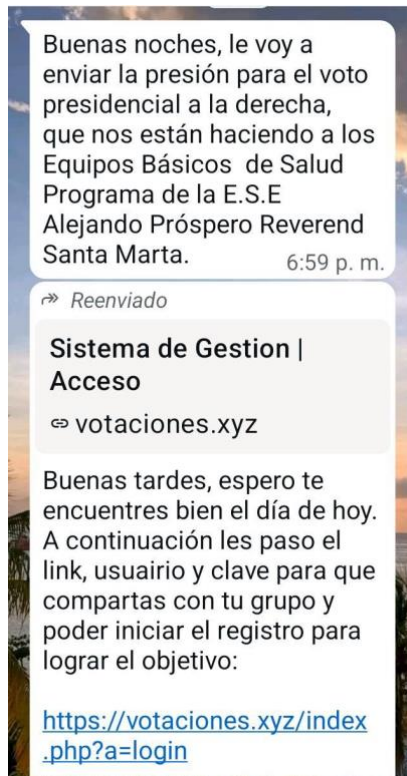 Buenas noches, le voy a
enviar la presión para el voto
presidencial a la derecha,
que nos están haciendo a los
Equipos Básicos de Salud
Programa de la E.S.E
Alejando Próspero Reverend
Santa Marta.
6:59 p. m.
Reenviado
Sistema de Gestion |
Acceso
votaciones.xyz
Buenas tardes, espero te
encuentres bien el día de hoy.
A continuación les paso el
link, usuairio y clave para que
compartas con tu grupo y
poder iniciar el registro para
lograr el objetivo:
https://votaciones.xyz/index
.php?a=login